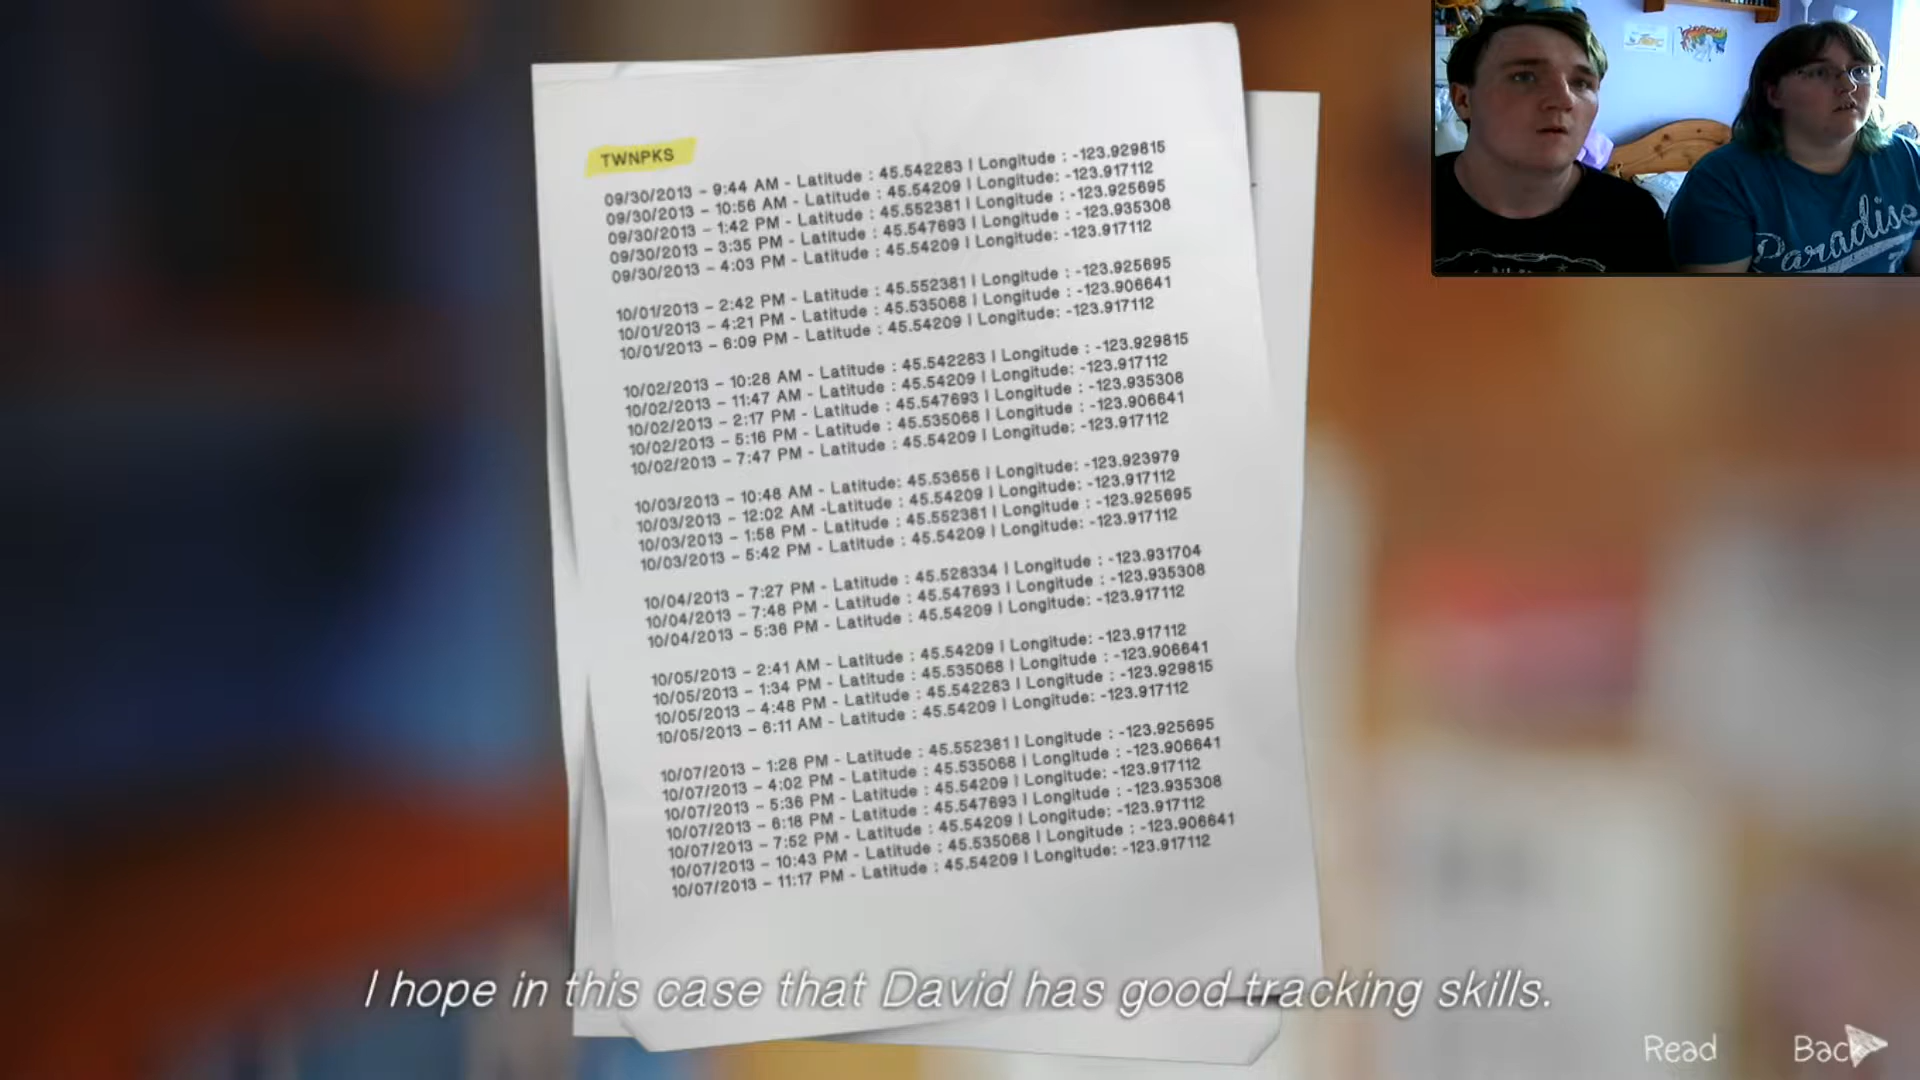 TWNPKS
09/30/2013 - 9:44 AM - Latitude : 45.542283 | Longitude : -123.929815
09/30/2013 - 10:56 AM - Latitude : 45.54209 | Longitude: -123.917112
09/30/2013 - 1:42 PM - Latitude : 45.552381 | Longitude : -123.925695
09/30/2013 - 3:35 PM - Latitude : 45.547693 | Longitude : -123.935308
09/30/2013 - 4:03 PM - Latitude : 45.54209 | Longitude: -123.917112
10/01/2013 - 2:42 PM - Latitude : 45.552381 | Longitude : -123.925695
10/01/2013 - 4:21 PM - Latitude : 45.535068 | Longitude : -123.906641
10/01/2013 - 6:09 PM - Latitude : 45.54209 | Longitude: -123.917112
10/02/2013 - 10:28 AM - Latitude : 45.542283 | Longitude : -123.929815
10/02/2013 - 11:47 AM - Latitude : 45.54209 | Longitude: -123.917112
10/02/2013 - 2:17 PM - Latitude : 45.547693 | Longitude : -123.935308
10/02/2013 - 5:16 PM - Latitude : 45.535068 | Longitude : -123.906641
10/02/2013 - 7:47 PM - Latitude : 45.54209 | Longitude: -123.917112
10/03/2013 - 10:48 AM - Latitude: 45.53656 | Longitude: -123.923979
10/03/2013 - 12:02 AM -Latitude : 45.54209 | Longitude: -123.917112
10/03/2013 - 1:58 PM - Latitude : 45.552381 | Longitude : -123.925695
10/03/2013 - 5:42 PM - Latitude : 45.54209 | Longitude: -123.917112
10/04/2013 - 7:27 PM - Latitude : 45.528334 | Longitude : -123.931704
10/04/2013 - 7:48 PM - Latitude : 45.547693 | Longitude : -123.935308
10/04/2013 - 5:36 PM - Latitude : 45.54209 | Longitude: -123.917112
10/05/2013 - 2:41 AM - Latitude : 45.54209 | Longitude: -123.917112
10/05/2013 - 1:34 PM - Latitude : 45.535068 | Longitude : -123.906641
10/05/2013 - 4:48 PM - Latitude : 45.542283 | Longitude : -123.929815
10/05/2013 - 6:11 AM - Latitude : 45.54209 | Longitude: -123.917112
10/07/2013 - 1:28 PM - Latitude : 45.552381 | Longitude : -123.925695
10/07/2013 - 4:02 PM - Latitude : 45.535068 | Longitude : -123.906641
10/07/2013 - 5:36 PM - Latitude : 45.54209 | Longitude: -123.917112
10/07/2013 - 6:18 PM - Latitude : 45.547693 | Longitude : -123.935308
10/07/2013 - 7:52 PM - Latitude : 45.54209 | Longitude: -123.917112
10/07/2013 - 10:43 PM - Latitude : 45.535068 | Longitude : -123.906641
10/07/2013 - 11:17 PM - Latitude : 45.54209 | Longitude: -123.917112
Paradise
I hope in this case that David has good tracking skills.
Read
Back